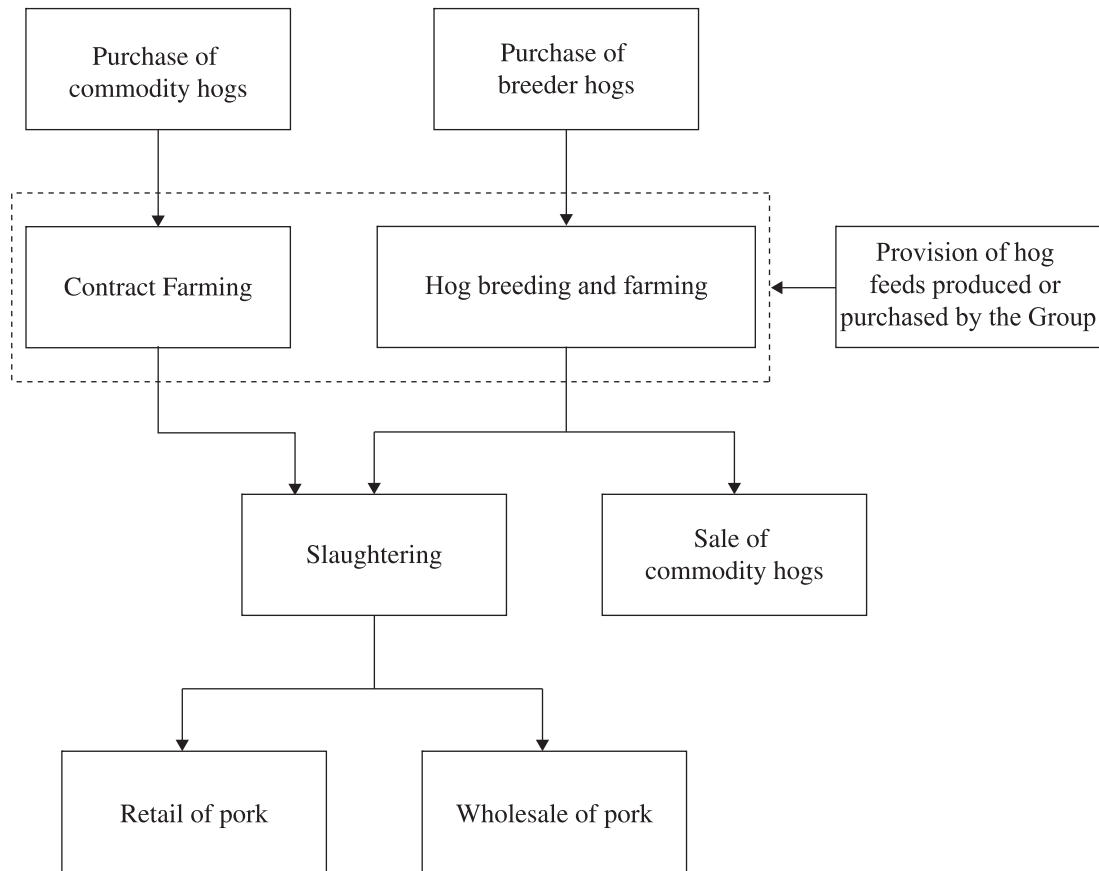 Purchase of
commodity hogs
Purchase of
breeder hogs
Contract Farming
Hog breeding and farming
Provision of hog
feeds produced or
purchased by the Group
Slaughtering
Sale of
commodity hogs
Retail of pork
Wholesale of pork